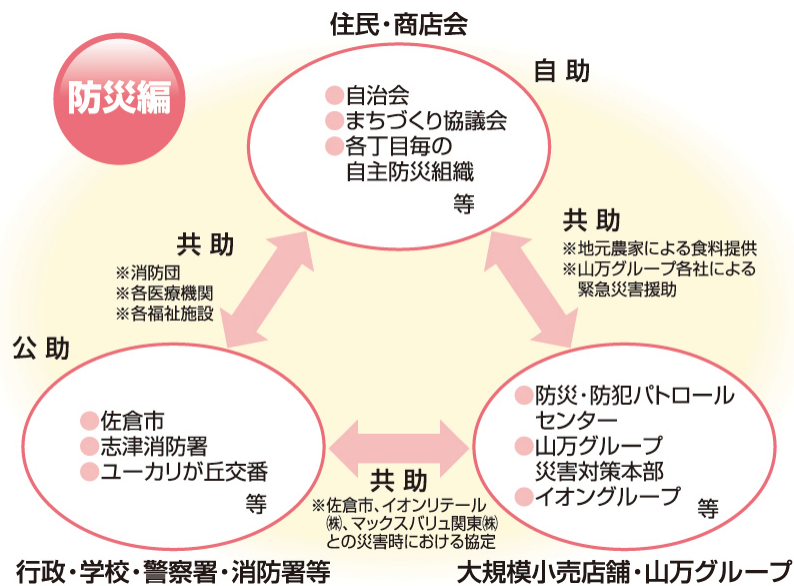 住民・商店会
防災編
自助
●自治会
●まちづくり協議会
●各丁目毎の
自主防災組織
等
共助
※消防団
※各医療機関
※各福祉施設
共助
※地元農家による食料提供
※山万グループ各社による
緊急災害援助
公助
●佐倉市
●志津消防署
●ユーカリが丘交番
等
●防災・防犯パトロール
センター
●山万グループ
災害対策本部
●イオングループ
等
共助
※佐倉市、イオンリテール
㈱、マックスバリュ関東㈱
との災害時における協定
行政・学校・警察署・消防署等
大規模小売店舗・山万グループ